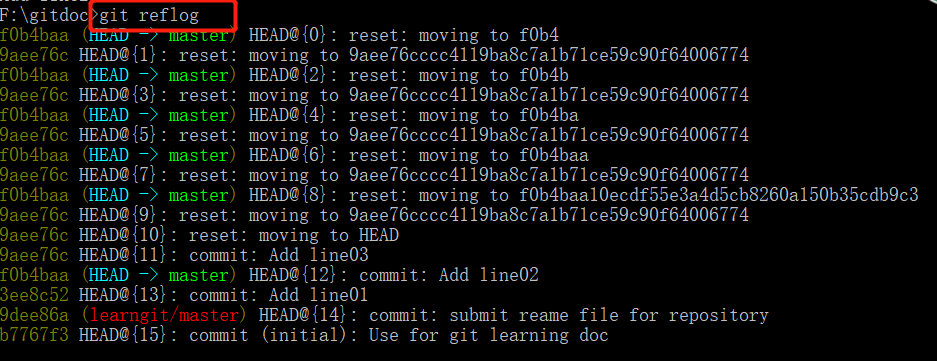 F:\gitdoc>git reflog
f0b4baa (HEAD -> master) HEAD@{0}: reset: moving to f0b4
9aee76c HEAD@{1}: reset: moving to 9aee76cccc4119ba8c7a1b71ce59c90f64006774
f0b4baa (HEAD -> master) HEAD@{2}: reset: moving to f0b4b
9aee76c HEAD@{3}: reset: moving to 9aee76cccc4119ba8c7a1b71ce59c90f64006774
f0b4baa (HEAD -> master) HEAD@{4}: reset: moving to f0b4ba
9aee76c HEAD@{5}: reset: moving to 9aee76cccc4119ba8c7a1b71ce59c90f64006774
f0b4baa (HEAD -> master) HEAD@{6}: reset: moving to f0b4baa
9aee76c HEAD@{7}: reset: moving to 9aee76cccc4119ba8c7a1b71ce59c90f64006774
f0b4baa (HEAD -> master) HEAD@{8}: reset: moving to f0b4baa10ecdf55e3a4d5cb8260a150b35cdb9c3
9aee76c HEAD@{9}: reset: moving to 9aee76cccc4119ba8c7a1b71ce59c90f64006774
9aee76c HEAD@{10}: reset: moving to HEAD
9aee76c HEAD@{11}: commit: Add line03
f0b4baa (HEAD -> master) HEAD@{12}: commit: Add line02
3ee8c52 HEAD@{13}: commit: Add line01
9dee86a (learngit/master) HEAD@{14}: commit: submit reame file for repository
b7767f3 HEAD@{15}: commit (initial): Use for git learning doc